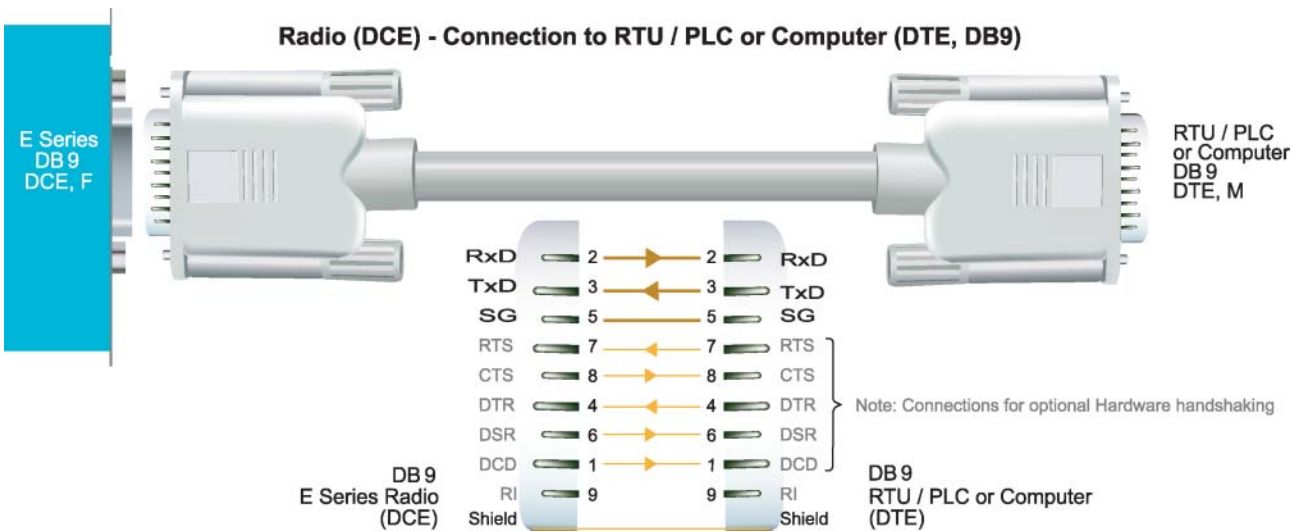 Radio (DCE) - Connection to RTU / PLC or Computer (DTE, DB9)
E Series
DB 9
DCE, F
RTU / PLC
or Computer
DB 9
DTE, M
RxD 2 2 RxD
TxD 3 3 TxD
SG 5 5 SG
RTS 7 7 RTS
CTS 8 8 CTS
DTR 4 4 DTR
DSR 6 6 DSR
DCD 1 1 DCD
RI 9 9 RI
Shield Shield
Note: Connections for optional Hardware handshaking
DB 9
E Series Radio
(DCE)
DB 9
RTU / PLC or Computer
(DTE)